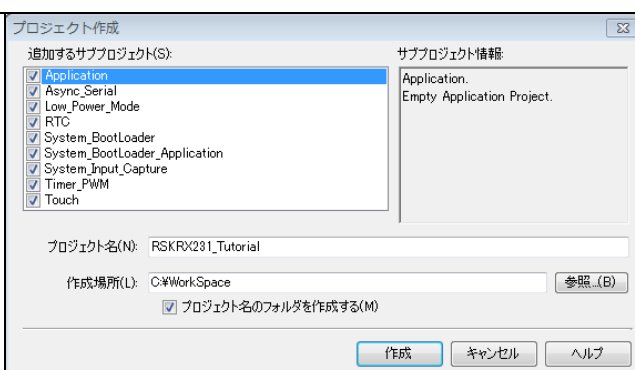 プロジェクト作成
追加するサブプロジェクト(S):
Application
Async_Serial
Low_Power_Mode
RTC
System_BootLoader
System_BootLoader_Application
System_Input_Capture
Timer_PWM
Touch
サブプロジェクト情報:
Application.
Empty Application Project.
プロジェクト名(N): RSKRX231_Tutorial
作成場所(L): C:¥WorkSpace 参照...(B)
プロジェクト名のフォルダを作成する(M)
作成 キャンセル ヘルプ